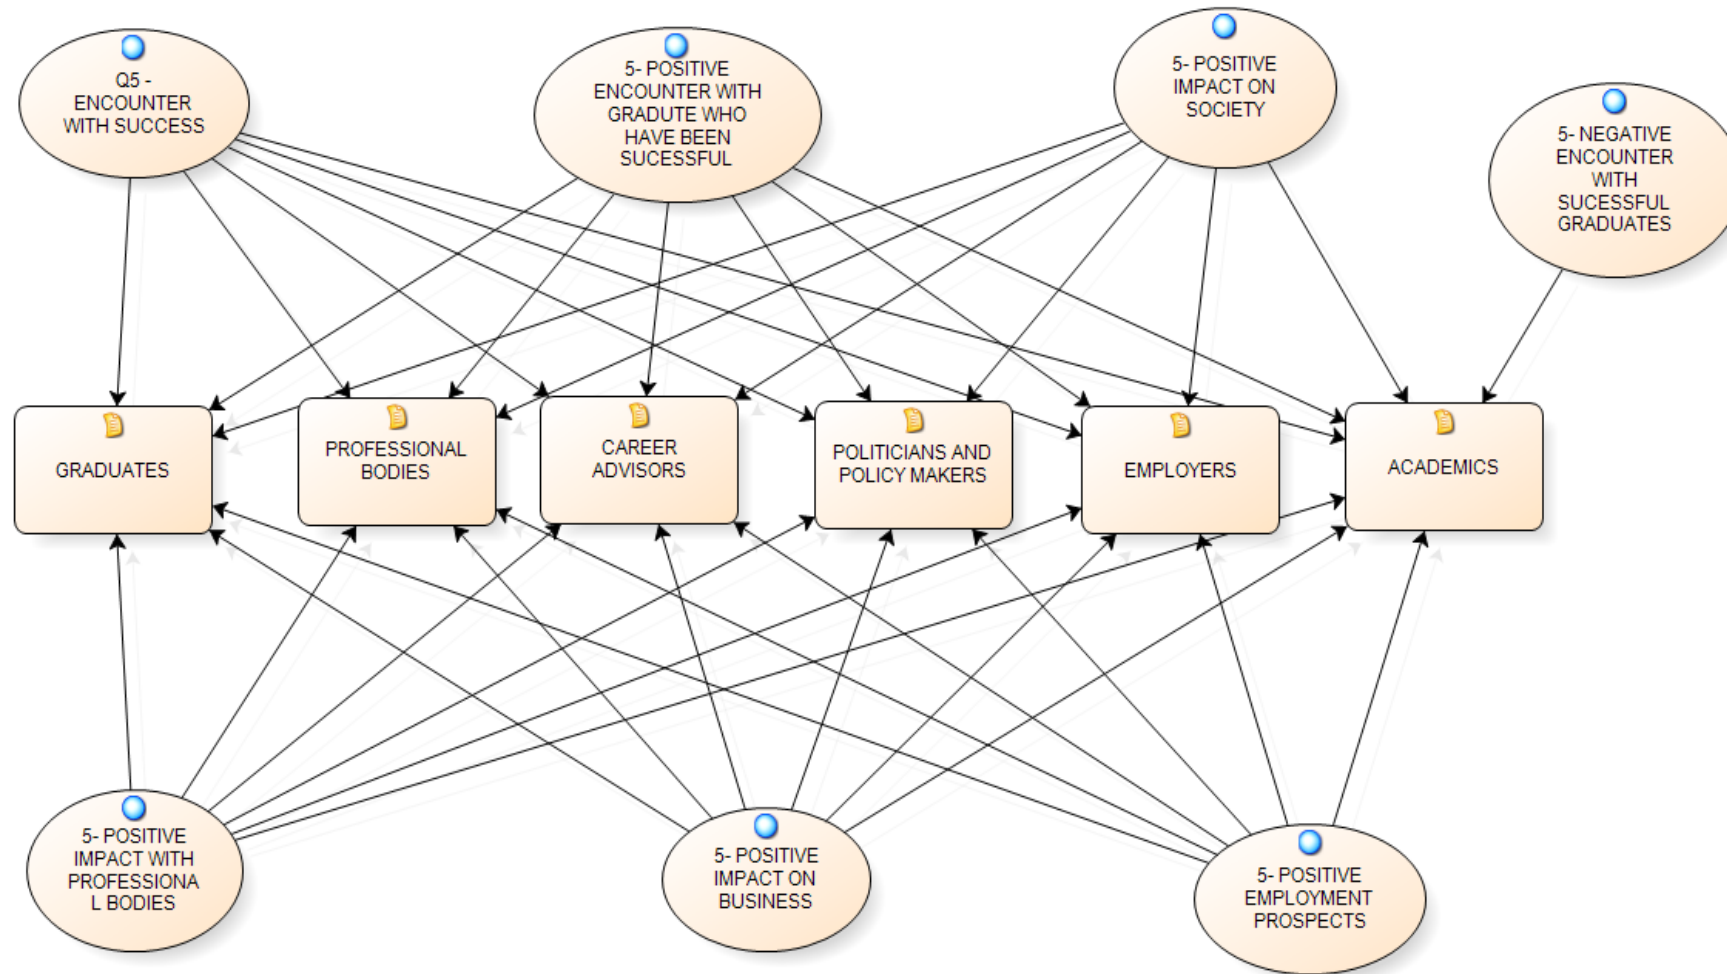 Q5 -
ENCOUNTER
WITH SUCCESS
5- POSITIVE
ENCOUNTER WITH
GRADUTE WHO
HAVE BEEN
SUCESSFUL
5- POSITIVE
IMPACT ON
SOCIETY
5- NEGATIVE
ENCOUNTER
WITH
SUCESSFUL
GRADUATES
GRADUATES
PROFESSIONAL
BODIES
CAREER
ADVISORS
POLITICIANS AND
POLICY MAKERS
EMPLOYERS
ACADEMICS
5- POSITIVE
IMPACT WITH
PROFESSIONA
L BODIES
5- POSITIVE
IMPACT ON
BUSINESS
5- POSITIVE
EMPLOYMENT
PROSPECTS